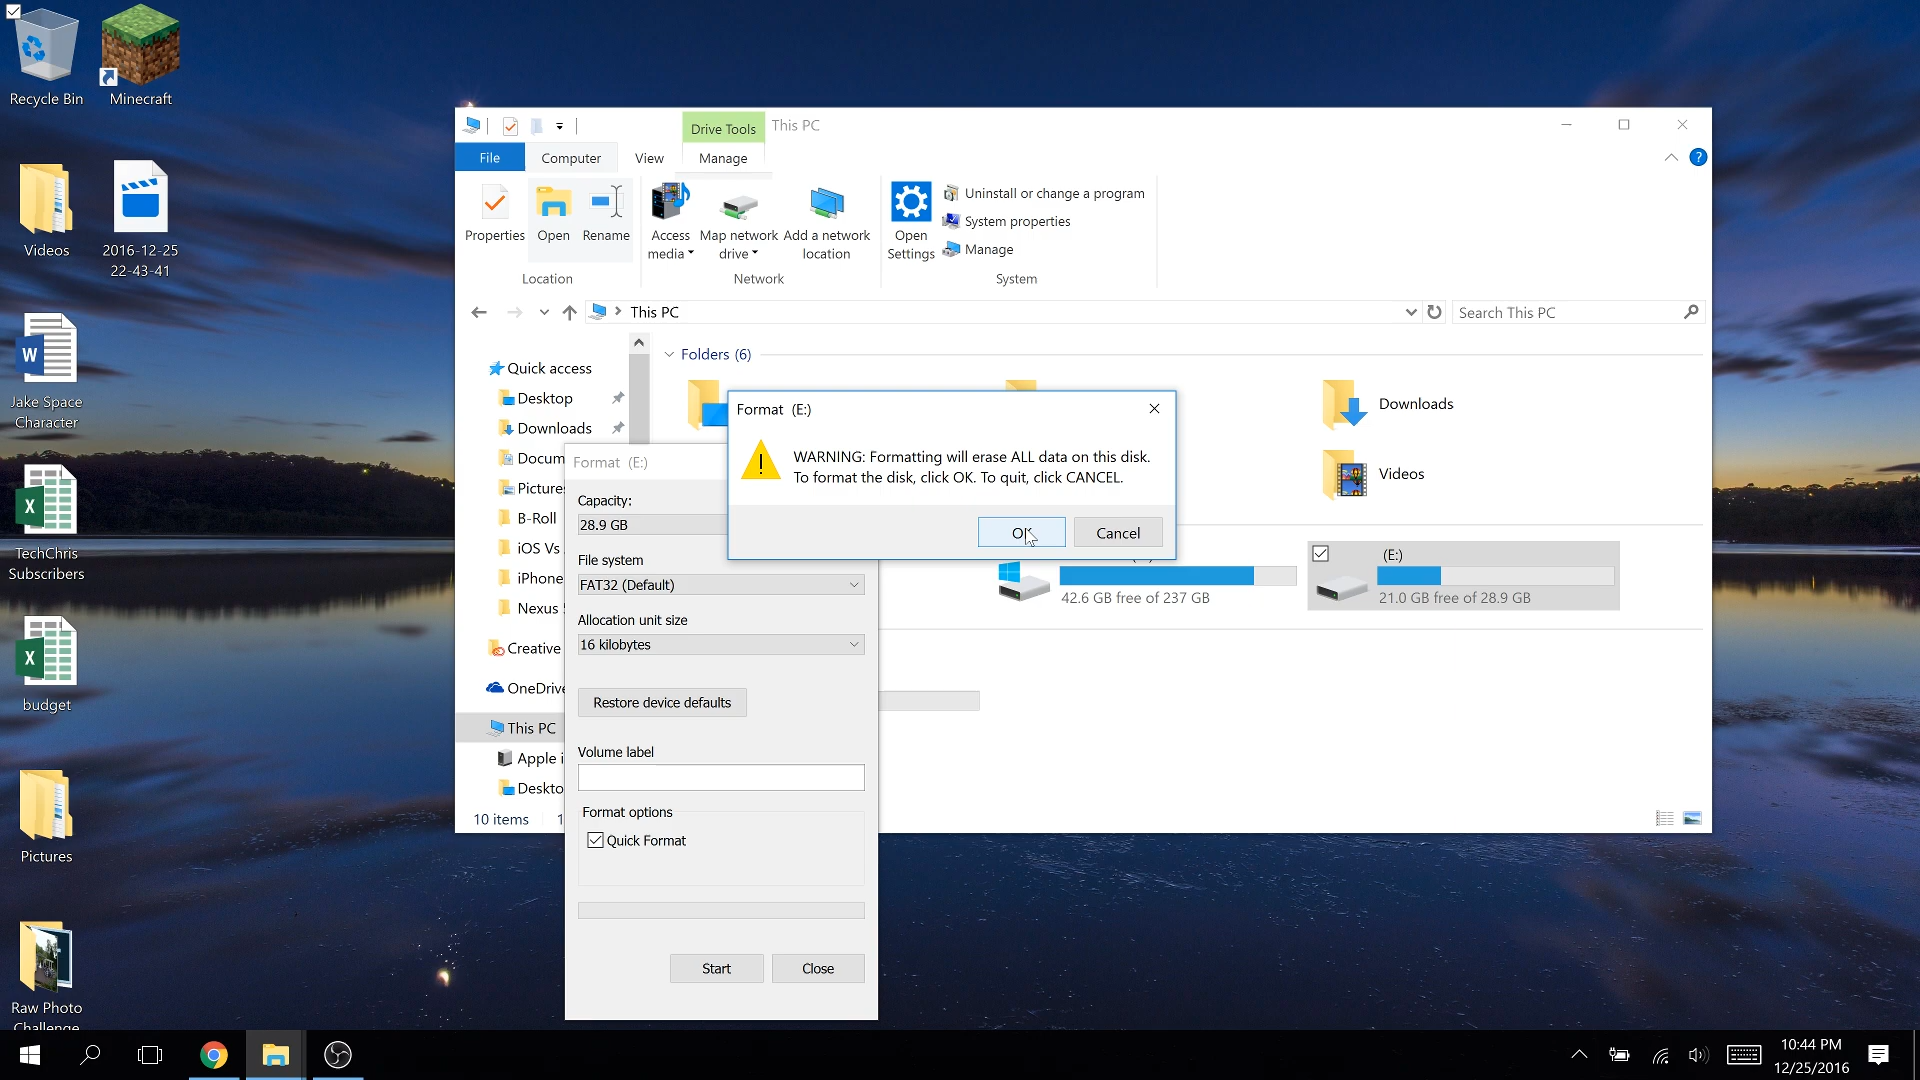 Recycle Bin
Minecraft
Videos
2016-12-25
22-43-41
Jake Space
Character
TechChris
Subscribers
budget
Pictures
Raw Photo
Challenge
Drive Tools
This PC
File
Computer
View
Manage
?
Properties
Open
Rename
Access
media
Map network
drive
Add a network
location
Open
Settings
Uninstall or change a program
System properties
Manage
Location
Network
System
This PC
Search This PC
Quick access
Desktop
Downloads
Docum
Pictures
B-Roll
iOS Vs
iPhone
Nexus
Creative
OneDrive
This PC
Apple i
Deskto
10 items
Folders (6)
Downloads
Videos
42.6 GB free of 237 GB
(E:)
21.0 GB free of 28.9 GB
Format (E:)
WARNING: Formatting will erase ALL data on this disk.
To format the disk, click OK. To quit, click CANCEL.
OK
Cancel
Format (E:)
Capacity:
28.9 GB
File system
FAT32 (Default)
Allocation unit size
16 kilobytes
Restore device defaults
Volume label
Format options
Quick Format
Start
Close
10:44 PM
12/25/2016